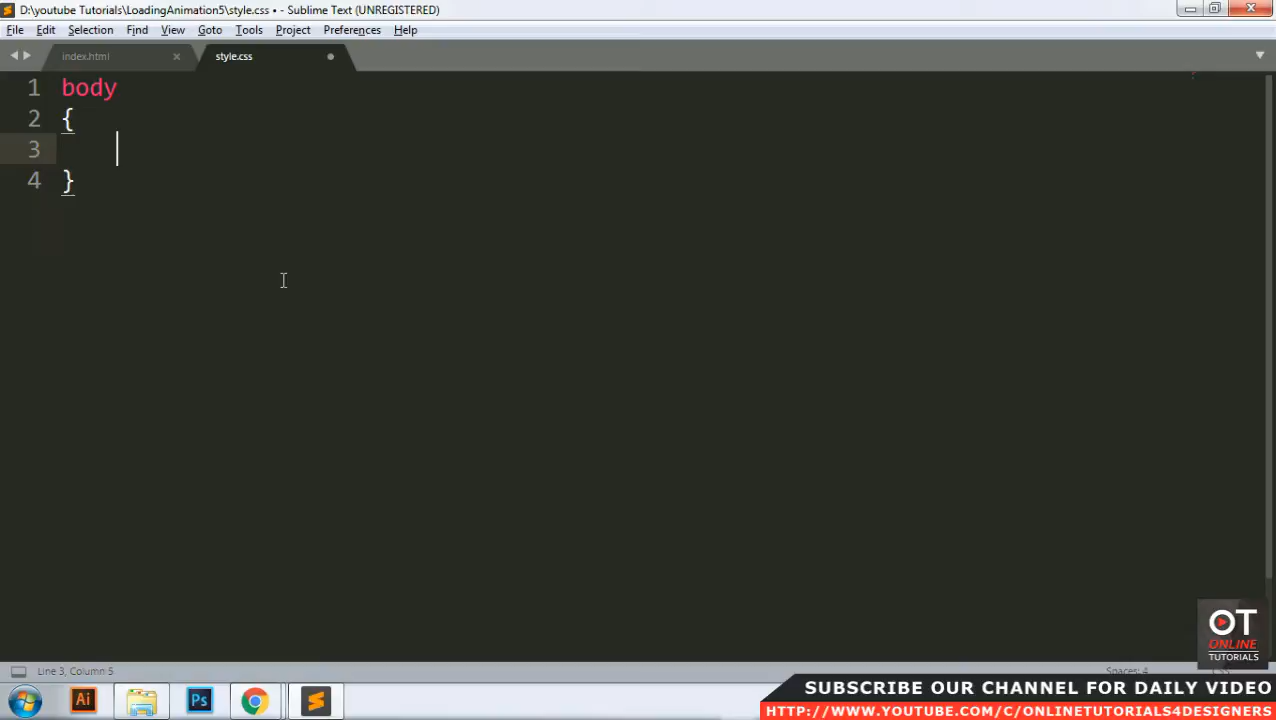 D:\youtube Tutorials\LoadingAnimation5\style.css • - Sublime Text (UNREGISTERED)
File Edit Selection Find View Goto Tools Project Preferences Help
index.html style.css
1 body
2 {
3
4 }
Line 3, Column 5
Spaces: 4
Ai Ps
OT
ONLINE
TUTORIALS
SUBSCRIBE OUR CHANNEL FOR DAILY VIDEO
HTTP://WWW.YOUTUBE.COM/C/ONLINETUTORIALS4DESIGNERS